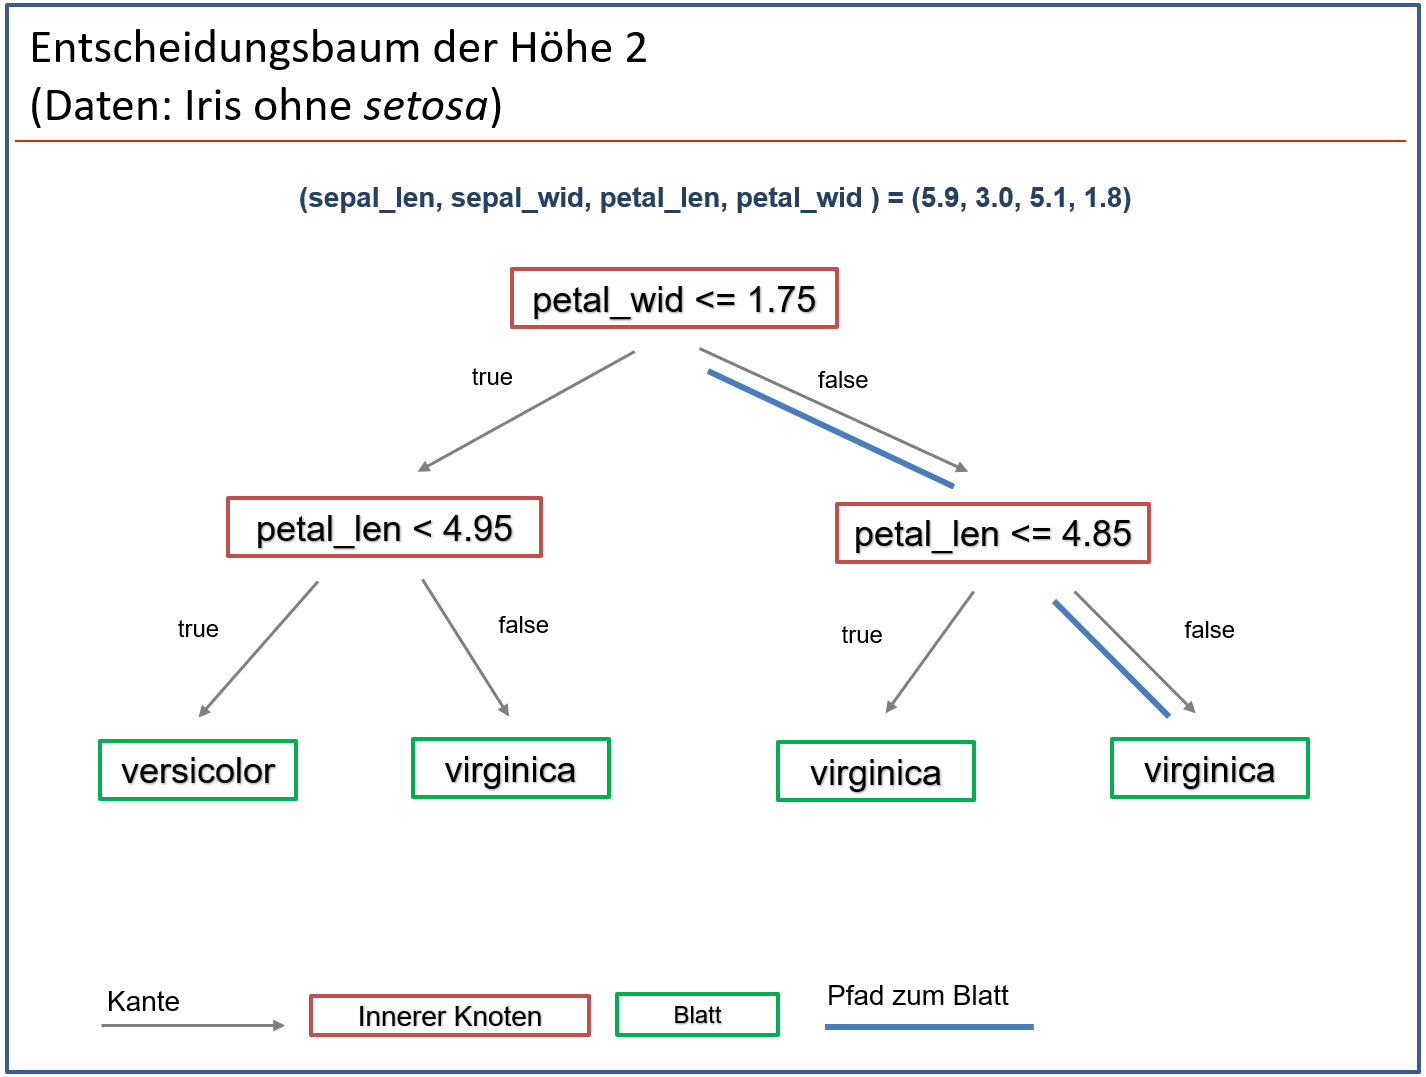 Entscheidungsbaum der Höhe 2
(Daten: Iris ohne setosa)
(sepal_len, sepal_wid, petal_len, petal_wid ) = (5.9, 3.0, 5.1, 1.8)
petal_wid <= 1.75
true
false
petal_len < 4.95
petal_len <= 4.85
true
false
true
false
versicolor
virginica
virginica
virginica
Kante
Innerer Knoten
Blatt
Pfad zum Blatt